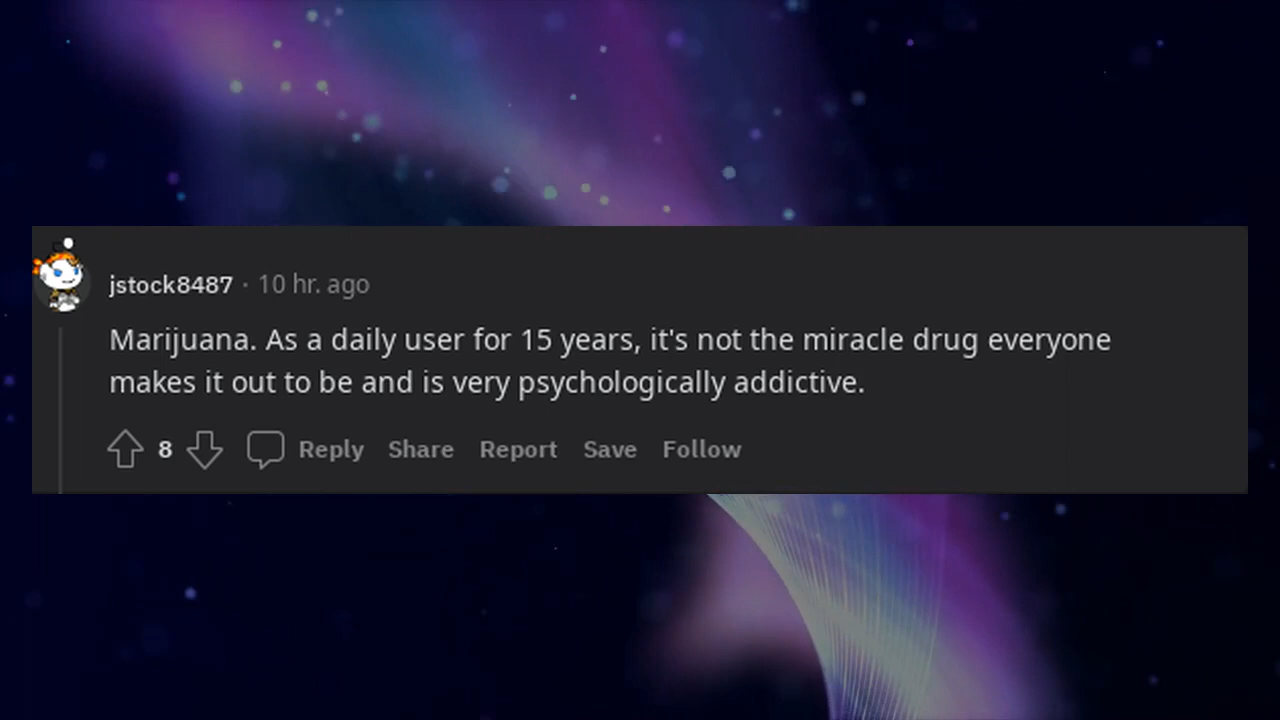 jstock8487 · 10 hr. ago
Marijuana. As a daily user for 15 years, it's not the miracle drug everyone
makes it out to be and is very psychologically addictive.
8 Reply Share Report Save Follow